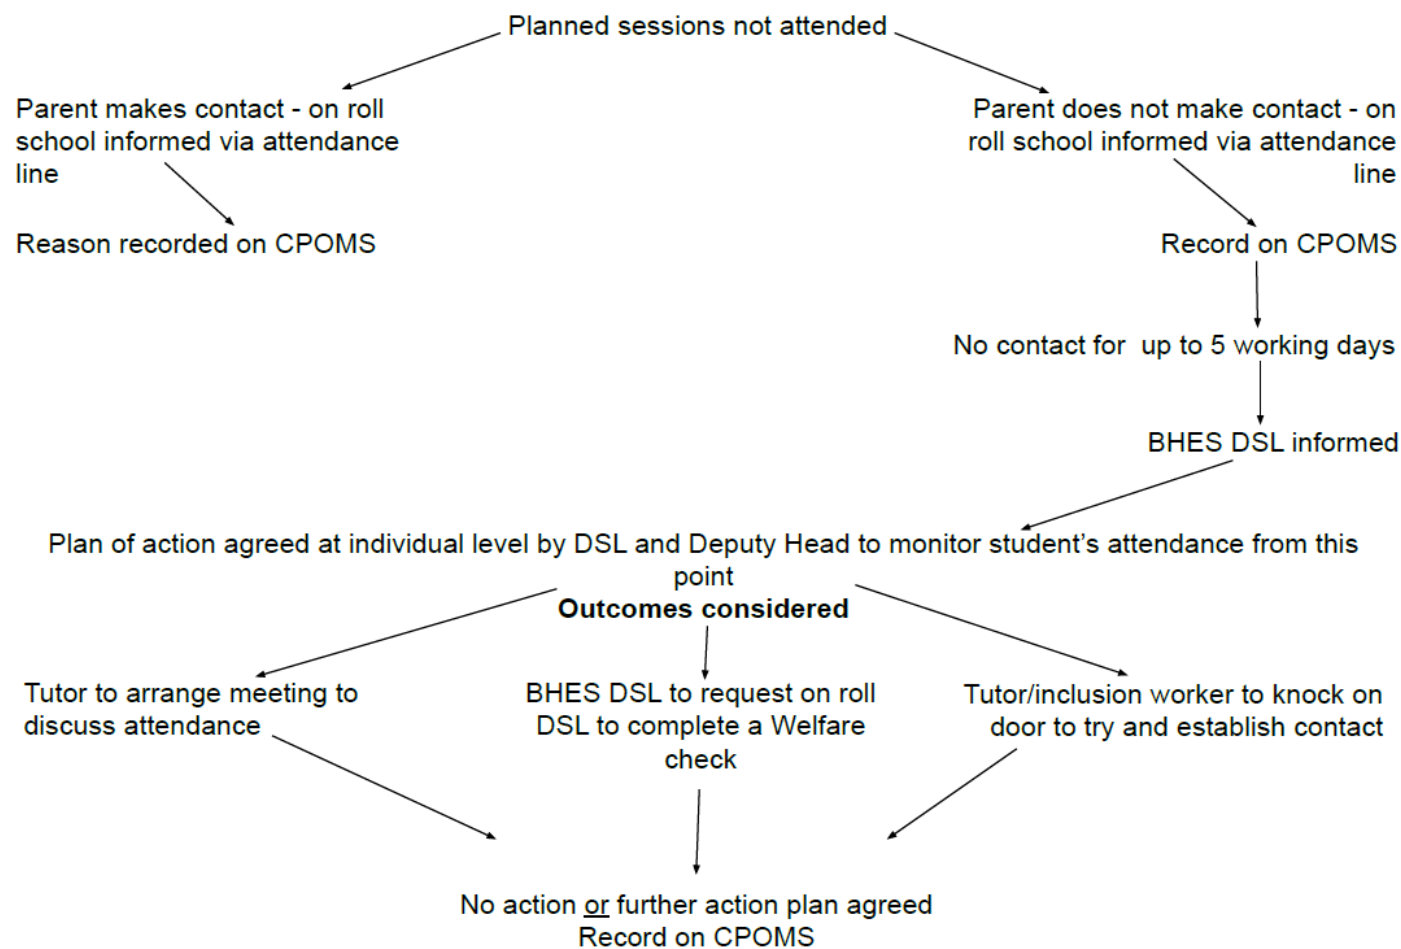 Planned sessions not attended
Parent makes contact - on roll
school informed via attendance
line
Parent does not make contact - on
roll school informed via attendance
line
Reason recorded on CPOMS
Record on CPOMS
No contact for  up to 5 working days
BHES DSL informed
Plan of action agreed at individual level by DSL and Deputy Head to monitor student’s attendance from this
point
Outcomes considered
Tutor to arrange meeting to
discuss attendance
BHES DSL to request on roll
DSL to complete a Welfare
check
Tutor/inclusion worker to knock on
door to try and establish contact
No action or further action plan agreed
Record on CPOMS